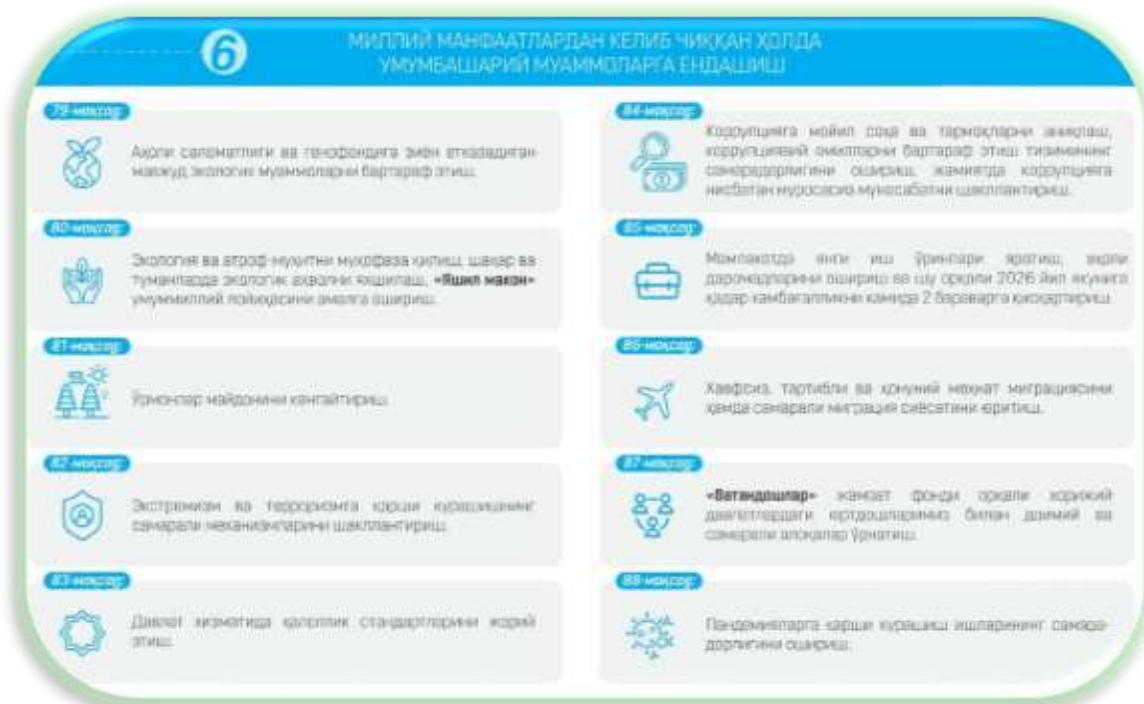 6
МИЛЛИЙ МАНФААТЛАРДАН КЕЛИБ ЧИҚҚАН ҲОЛДА
УМУМБАШАРИЙ МУАММОЛАРГА ЕНДАШИШ
79-мақсад:
Аҳоли саломатлиги ва генофондига зиён етказадиган
мавжуд экологик муаммоларни бартараф этиш.
80-мақсад:
Экология ва атроф-муҳитни муҳофаза қилиш, шаҳар ва
туманларда экологик аҳволни яхшилаш, «Яшил макон»
умуммиллий лойиҳасини амалга ошириш.
81-мақсад:
Ўрмонлар майдонини кенгайтириш.
82-мақсад:
Экстремизм ва терроризмга қарши курашишнинг
самарали механизмларини шакллантириш.
83-мақсад:
Давлат хизматида ҳалоллик стандартларини жорий
этиш.
84-мақсад:
Коррупцияга мойил соҳа ва тармоқларни аниқлаш,
коррупциявий омилларни бартараф этиш тизимининг
самарадорлигини ошириш, жамиятда коррупцияга
нисбатан муросасиз муносабатни шакллантириш.
85-мақсад:
Мамлакатда янги иш ўринлари яратиш, аҳоли
даромадларини ошириш ва шу орқали 2026 йил якунига
қадар камбағалликни камида 2 бараварга қисқартириш.
86-мақсад:
Хавфсиз, тартибли ва қонуний меҳнат миграциясини
ҳамда самарали миграция сиёсатини юритиш.
87-мақсад:
«Ватандошлар» жамоат фонди орқали хорижий
давлатлардаги юртдошларимиз билан доимий ва
самарали алоқалар ўрнатиш.
88-мақсад:
Пандемияларга қарши курашиш ишларининг самара-
дорлигини ошириш.